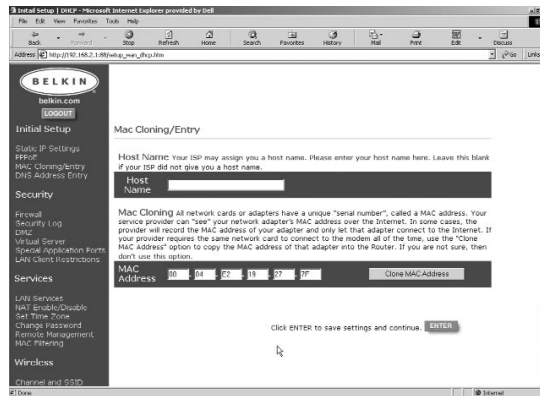 Intail Setup | DHCP - Microsoft Internet Explorer provided by Dell
File Edit View Favorites Tools Help
Back Forward Stop Refresh Home Search Favorites History Mail Print Edit Discuss
Address http://192.168.2.1:88/setup_wan_dhcp.htm Go Links
BELKIN
belkin.com
LOGOUT
Initial Setup
Static IP Settings
PPPoE
MAC Cloning/Entry
DNS Address Entry
Security
Firewall
Security Log
DMZ
Virtual Server
Special Application Ports
LAN Client Restrictions
Services
LAN Services
NAT Enable/Disable
Set Time Zone
Change Password
Remote Management
MAC Filtering
Wireless
Channel and SSID
Mac Cloning/Entry
Host Name Your ISP may assign you a host name. Please enter your host name here. Leave this blank
if your ISP did not give you a host name.
Host
Name
Mac Cloning All network cards or adapters have a unique "serial number", called a MAC address. Your
service provider can "see" your network adapter's MAC address over the Internet. In some cases, the
provider will record the MAC address of your adapter and only let that adapter connect to the Internet. If
your provider requires the same network card to connect to the modem all of the time, use the "Clone
MAC Address" option to copy the MAC address of that adapter into the Router. If you are not sure, then
don't use this option.
MAC
Address 00 . 04 . E2 . 19 . 27 . 7F Clone MAC Address
Click ENTER to save settings and continue. ENTER
Done Internet